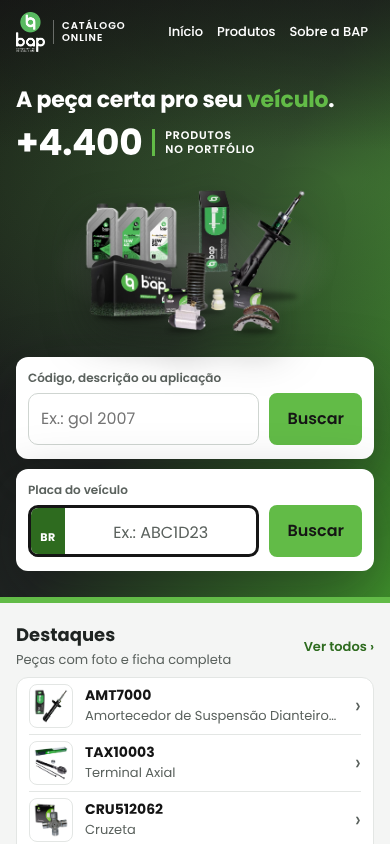 bap
CATÁLOGO
ONLINE
Início
Produtos
Sobre a BAP
A peça certa pro seu veículo.
+4.400
PRODUTOS
NO PORTFÓLIO
bap
bap
Código, descrição ou aplicação
Ex.: gol 2007
Buscar
Placa do veículo
BR
Ex.: ABC1D23
Buscar
Destaques
Peças com foto e ficha completa
Ver todos ›
AMT7000
Amortecedor de Suspensão Dianteiro...
›
TAX10003
Terminal Axial
›
CRU512062
Cruzeta
›